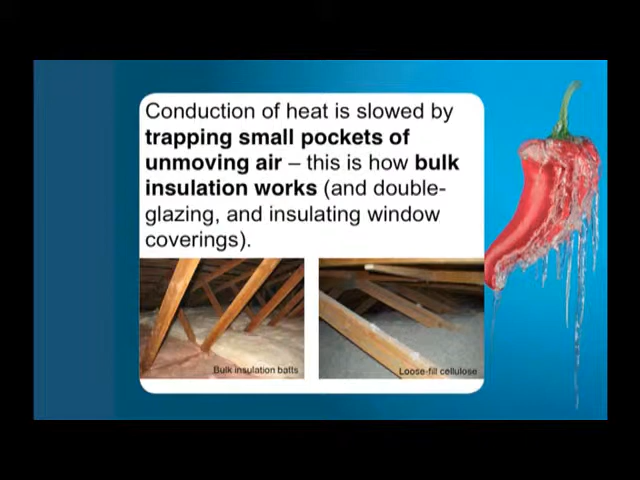 Conduction of heat is slowed by
trapping small pockets of
unmoving air – this is how bulk
insulation works (and double-
glazing, and insulating window
coverings).
Bulk insulation batts
Loose-fill cellulose